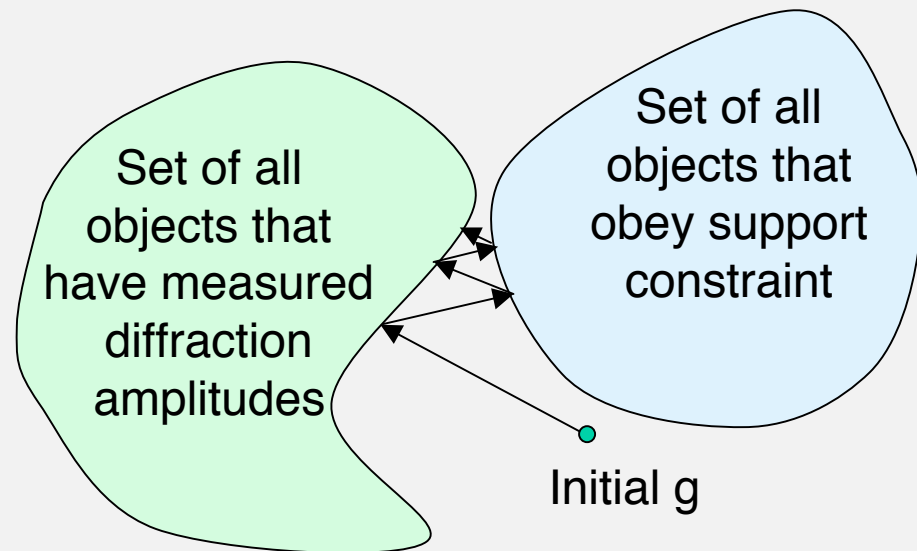 Set of all
objects that
have measured
diffraction
amplitudes
Set of all
objects that
obey support
constraint
Initial g